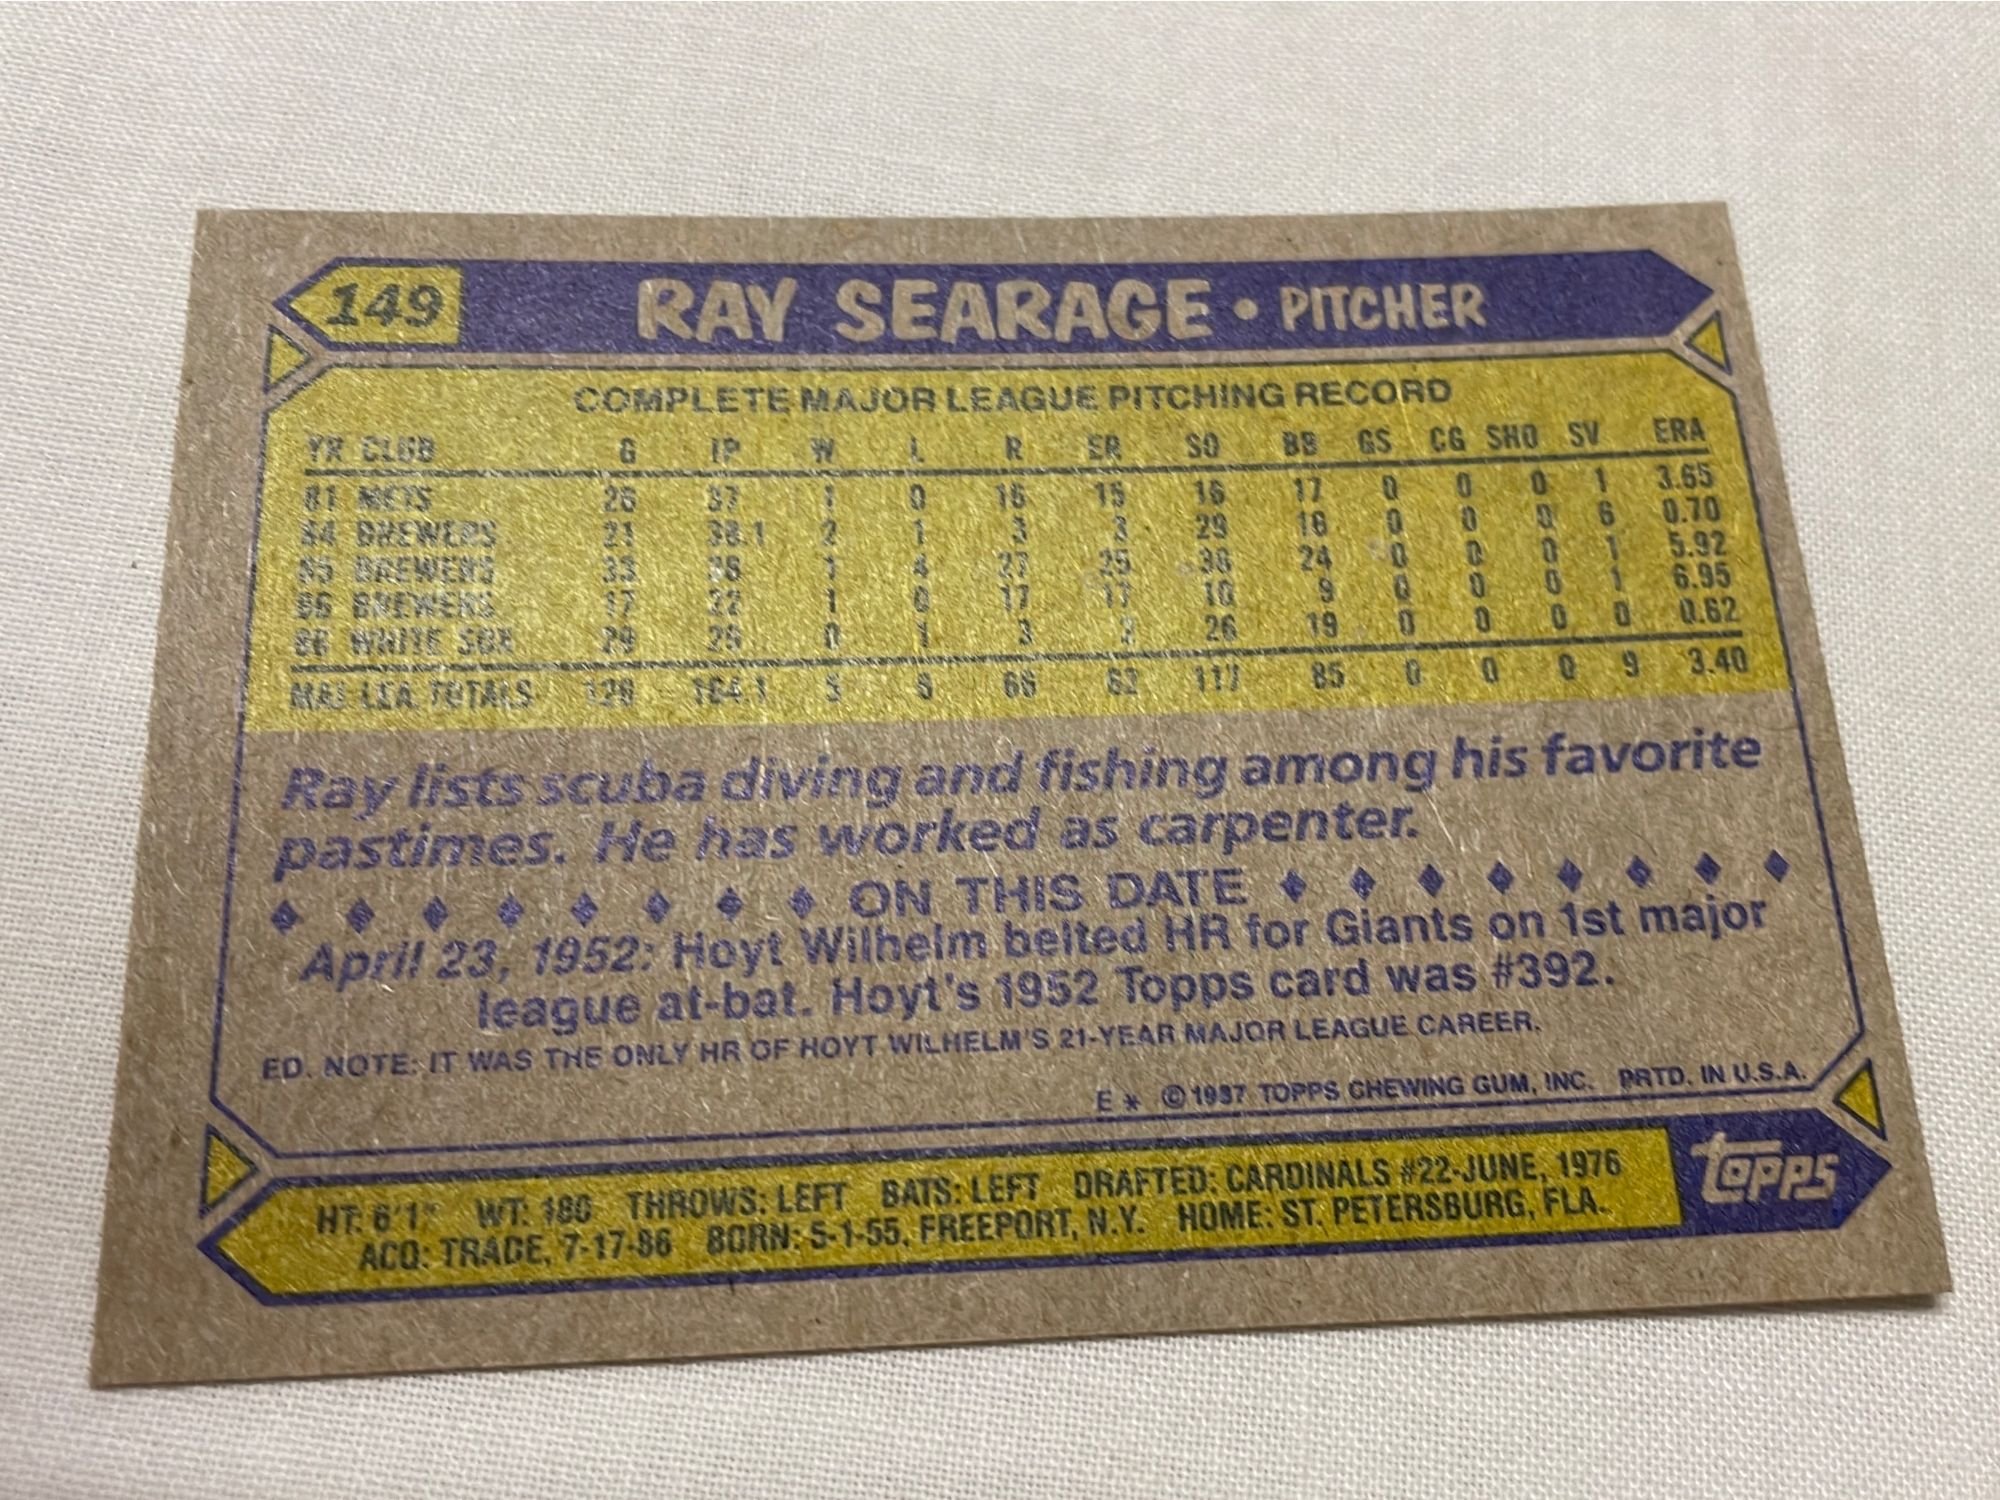 149 RAY SEARAGE • PITCHER
COMPLETE MAJOR LEAGUE PITCHING RECORD
YR CLUB G IP W L R ER SO BB GS CG SHO SV ERA
81 METS 26 37 1 0 16 15 16 17 0 0 0 1 3.65
84 BREWERS 21 38.1 2 1 3 3 29 16 0 0 0 6 0.70
85 BREWERS 33 38 1 4 27 25 36 24 0 0 0 1 5.92
86 BREWERS 17 22 1 0 17 17 10 9 0 0 0 1 6.95
86 WHITE SOX 29 29 0 1 3 2 26 19 0 0 0 0 0.62
MAJ. LEA. TOTALS 126 164.1 5 6 66 62 117 85 0 0 0 9 3.40
Ray lists scuba diving and fishing among his favorite
pastimes. He has worked as carpenter.
ON THIS DATE
April 23, 1952: Hoyt Wilhelm belted HR for Giants on 1st major
league at-bat. Hoyt's 1952 Topps card was #392.
ED. NOTE: IT WAS THE ONLY HR OF HOYT WILHELM'S 21-YEAR MAJOR LEAGUE CAREER.
E * © 1987 TOPPS CHEWING GUM, INC. PRTD. IN U.S.A.
HT: 6'1" WT: 180 THROWS: LEFT BATS: LEFT DRAFTED: CARDINALS #22-JUNE, 1976
ACQ: TRADE, 7-17-86 BORN: 5-1-55, FREEPORT, N.Y. HOME: ST. PETERSBURG, FLA.
topps